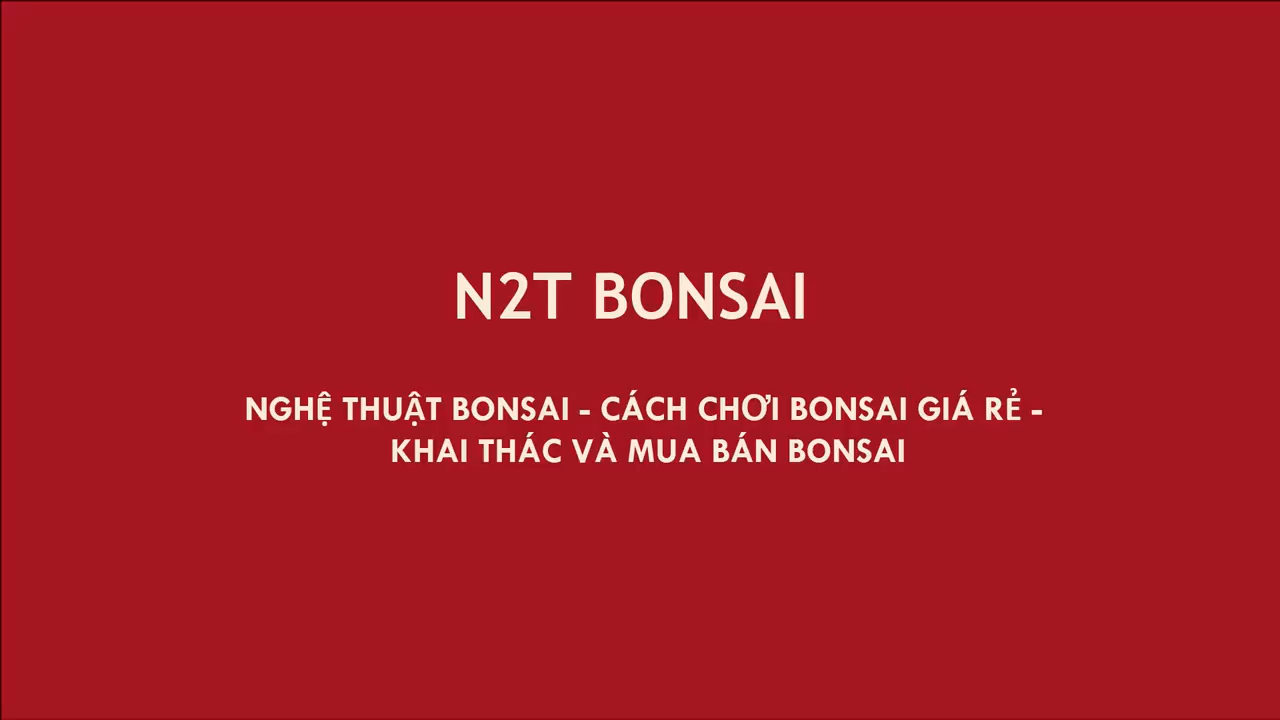 N2T BONSAI
NGHỆ THUẬT BONSAI - CÁCH CHƠI BONSAI GIÁ RẺ -
KHAI THÁC VÀ MUA BÁN BONSAI